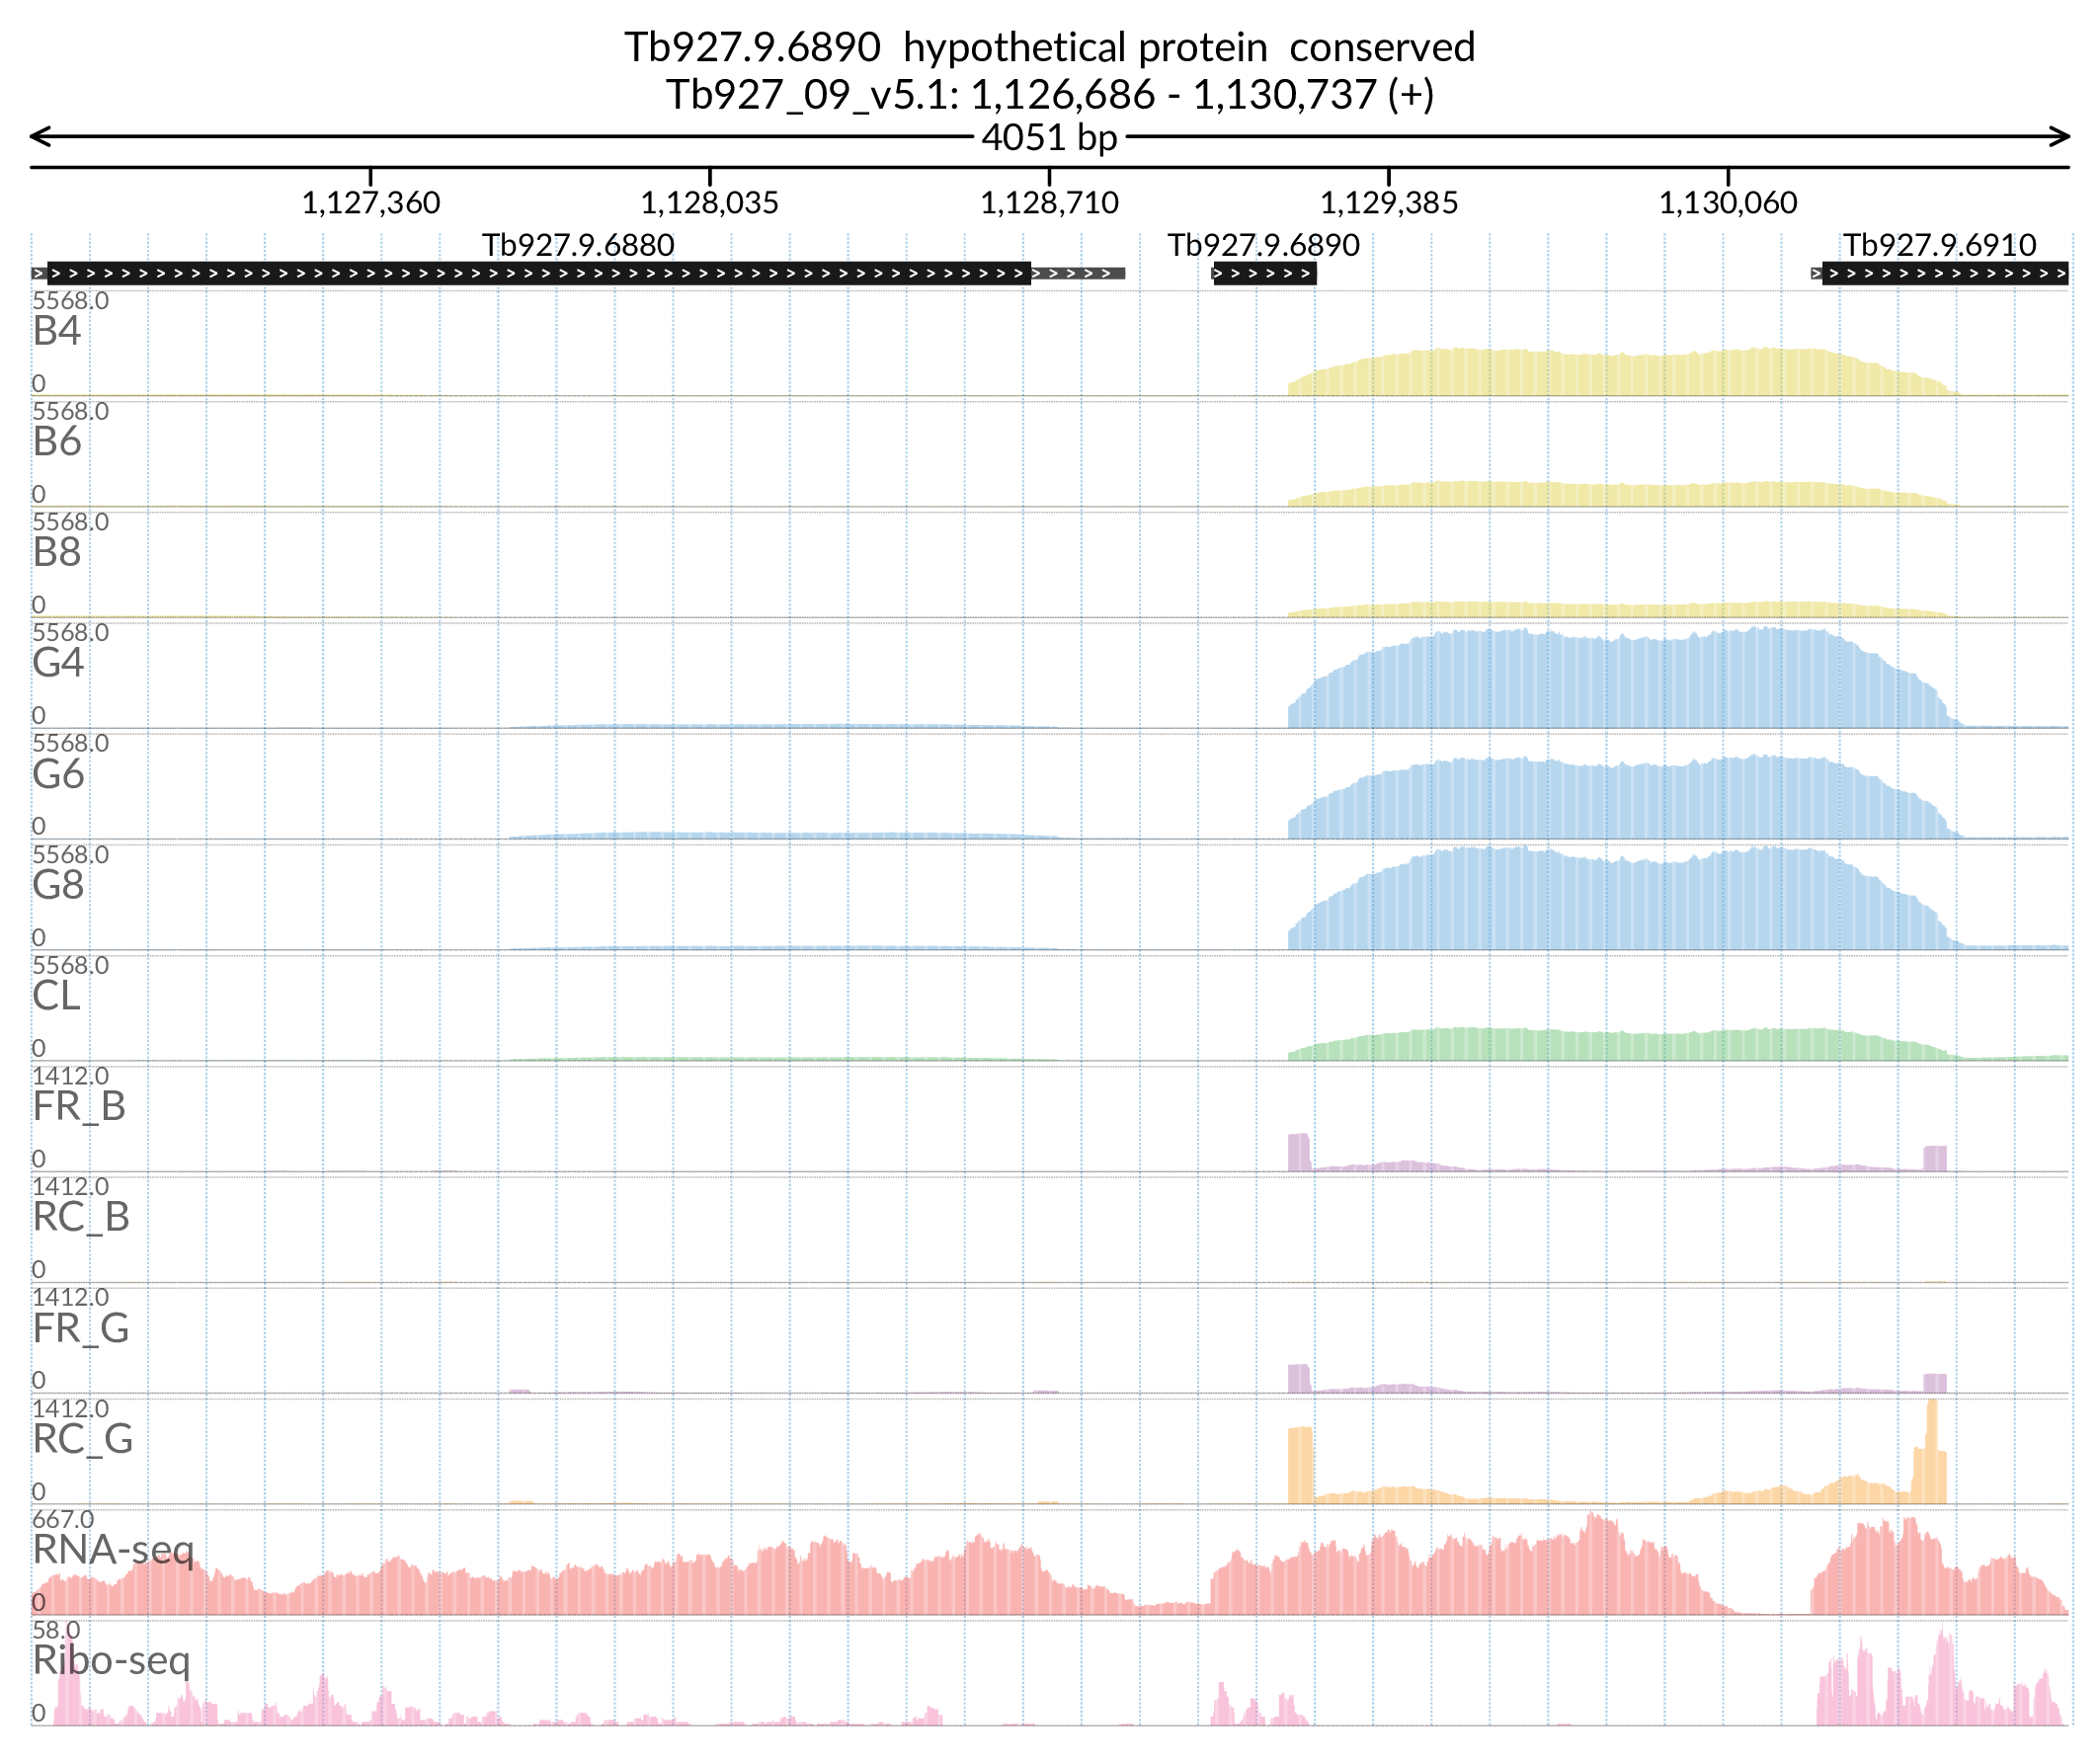 Tb927.9.6890  hypothetical protein  conserved
Tb927_09_v5.1: 1,126,686 - 1,130,737 (+)
4051 bp
1,127,360 1,128,035 1,128,710 1,129,385 1,130,060
Tb927.9.6880 Tb927.9.6890 Tb927.9.6910
5568.0
B4
0
5568.0
B6
0
5568.0
B8
0
5568.0
G4
0
5568.0
G6
0
5568.0
G8
0
5568.0
CL
0
1412.0
FR_B
0
1412.0
RC_B
0
1412.0
FR_G
0
1412.0
RC_G
0
667.0
RNA-seq
0
58.0
Ribo-seq
0